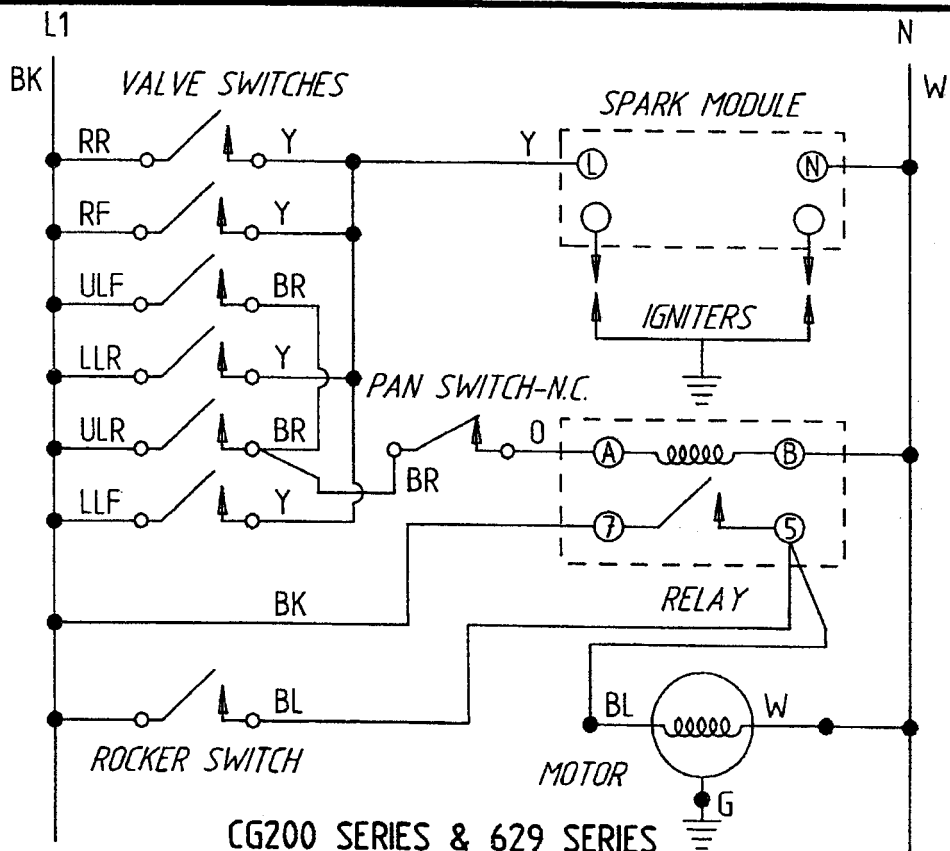 L1 N
BK W
VALVE SWITCHES
SPARK MODULE
RR Y Y L N
RF Y
ULF BR
IGNITERS
LLR Y
PAN SWITCH-N.C.
ULR BR O A B
BR
LLF Y 7 5
BK RELAY
BL BL W
ROCKER SWITCH MOTOR
G
CG200 SERIES & 629 SERIES